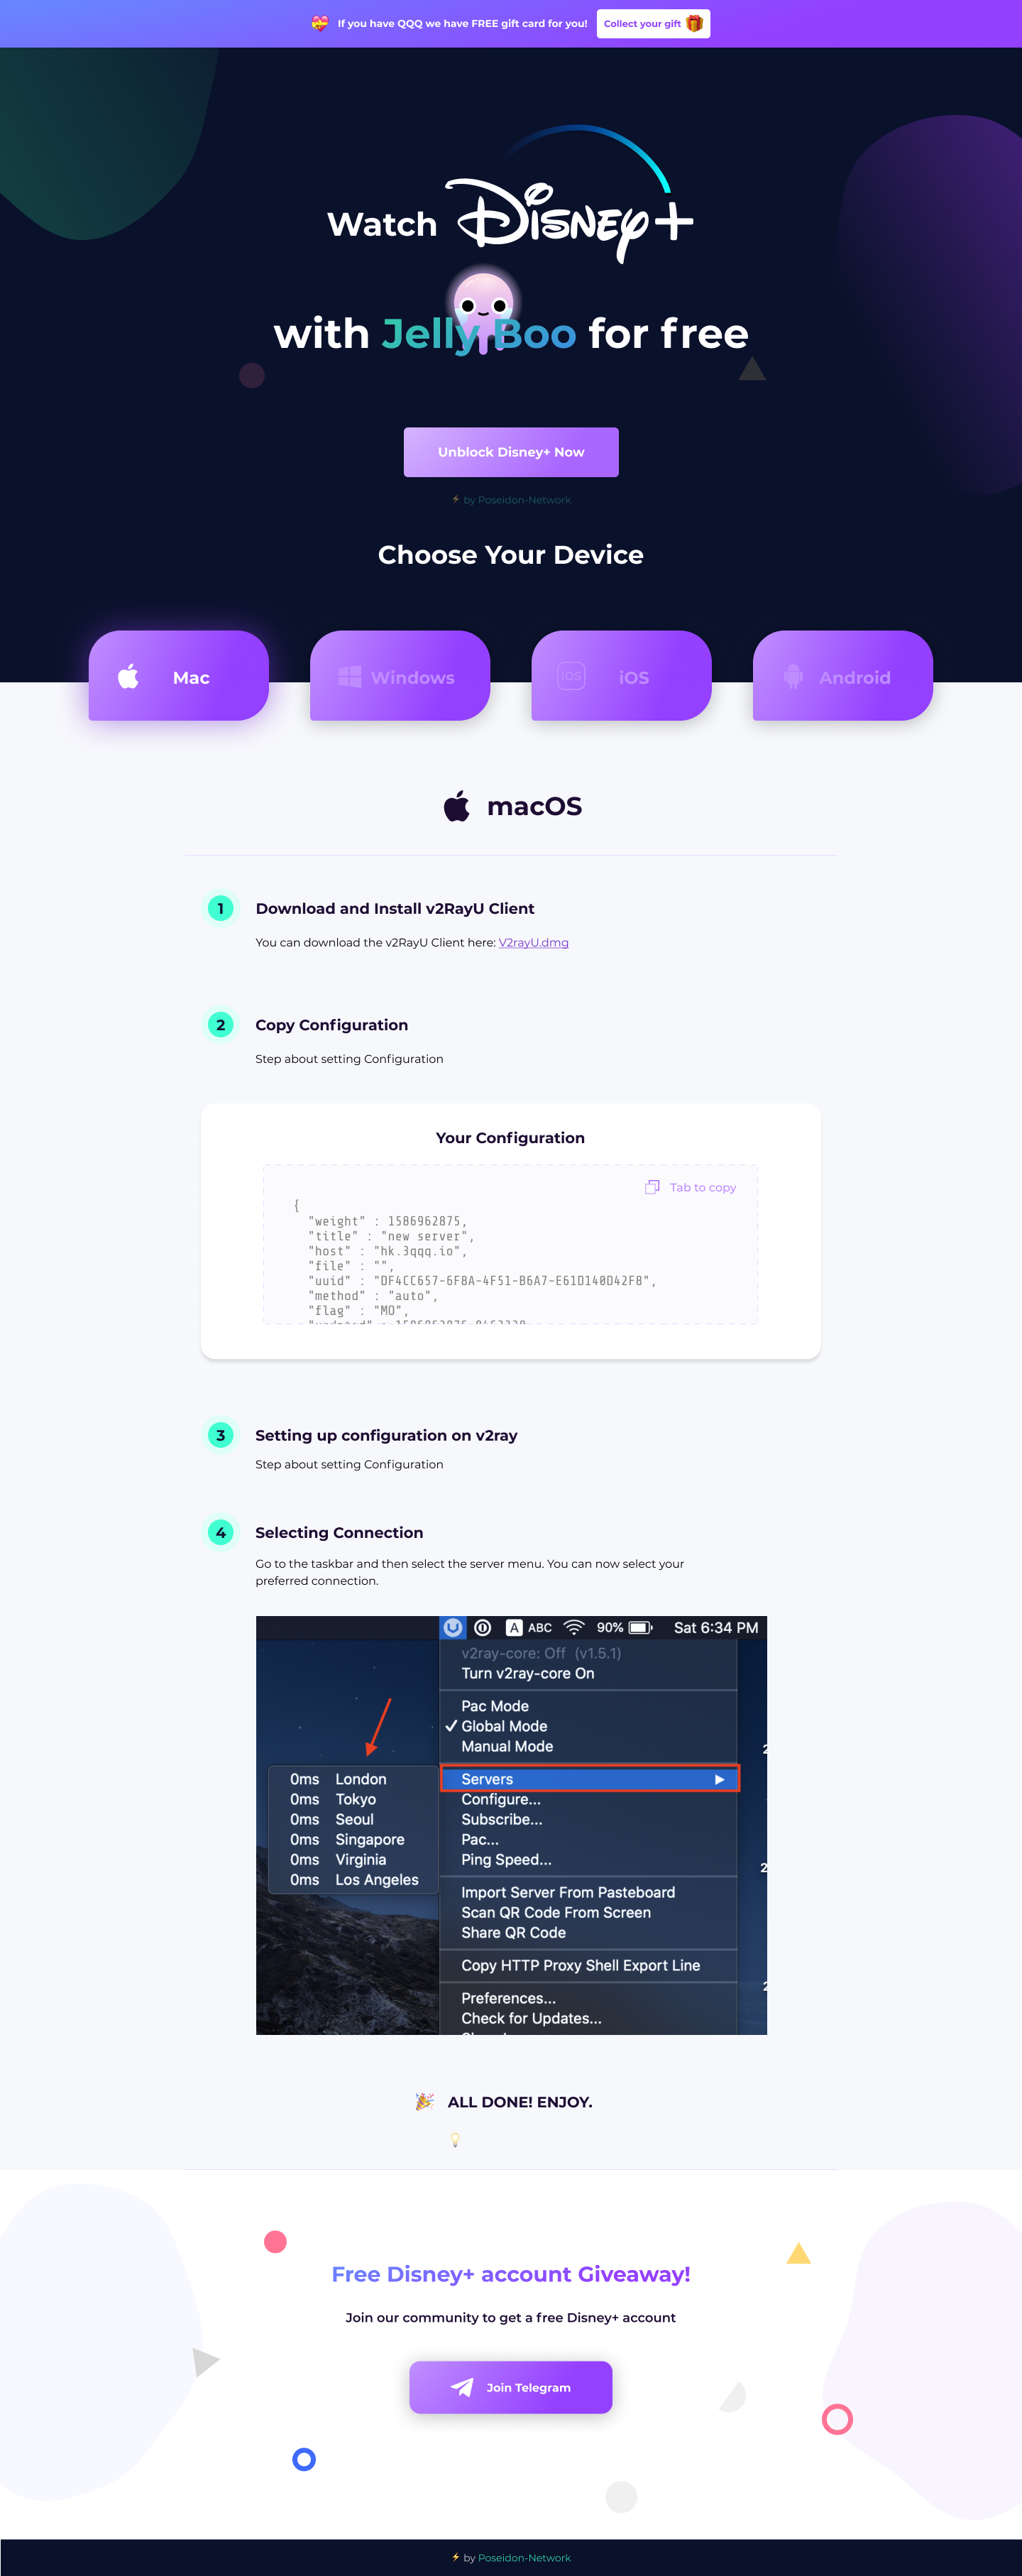 If you have QQQ we have FREE gift card for you!
Collect your gift
Watch Disney+
with Jelly Boo for free
Unblock Disney+ Now
by Poseidon-Network
Choose Your Device
Mac
Windows
iOS
iOS
Android
macOS
1
Download and Install v2RayU Client
You can download the v2RayU Client here: V2rayU.dmg
2
Copy Configuration
Step about setting Configuration
Your Configuration
Tab to copy
{
"weight" : 1586962875,
"title" : "new server",
"host" : "hk.3qqq.io",
"file" : "",
"uuid" : "DF4CC657-6F8A-4F51-B6A7-E61D140D42F8",
"method" : "auto",
"flag" : "MO",
3
Setting up configuration on v2ray
Step about setting Configuration
4
Selecting Connection
Go to the taskbar and then select the server menu. You can now select your
preferred connection.
A ABC 90% Sat 6:34 PM
v2ray-core: Off (v1.5.1)
Turn v2ray-core On
Pac Mode
Global Mode
Manual Mode
Servers
Configure...
Subscribe...
Pac...
Ping Speed...
Import Server From Pasteboard
Scan QR Code From Screen
Share QR Code
Copy HTTP Proxy Shell Export Line
Preferences...
Check for Updates...
0ms London
0ms Tokyo
0ms Seoul
0ms Singapore
0ms Virginia
0ms Los Angeles
ALL DONE! ENJOY.
Free Disney+ account Giveaway!
Join our community to get a free Disney+ account
Join Telegram
by Poseidon-Network